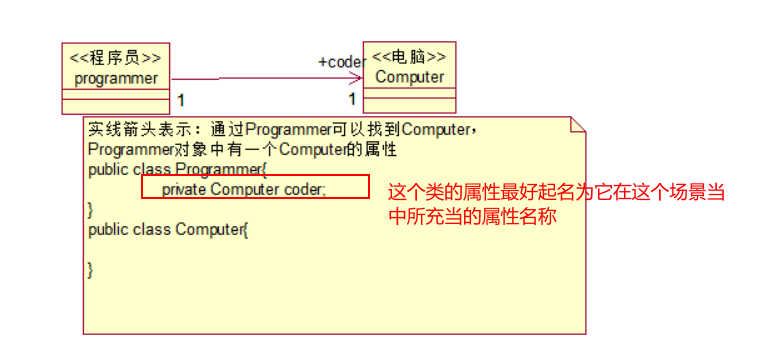 <<程序员>>
programmer
+coder
<<电脑>>
Computer
1
1
实线箭头表示：通过Programmer可以找到Computer，
Programmer对象中有一个Computer的属性
public class Programmer{
private Computer coder;
}
public class Computer{
}
这个类的属性最好起名为它在这个场景当
中所充当的属性名称